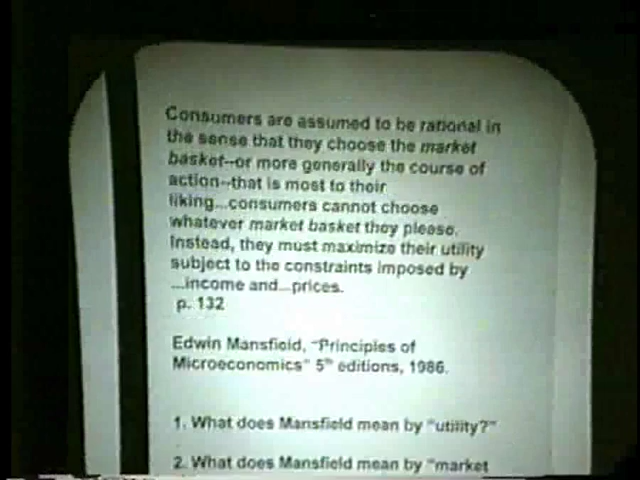 Consumers are assumed to be rational in
the sense that they choose the market
basket--or more generally the course of
action--that is most to their
liking...consumers cannot choose
whatever market basket they please.
Instead, they must maximize their utility
subject to the constraints imposed by
...income and...prices.
p. 132
Edwin Mansfield, "Principles of
Microeconomics" 5th editions, 1986.
1. What does Mansfield mean by "utility?"
2. What does Mansfield mean by "market